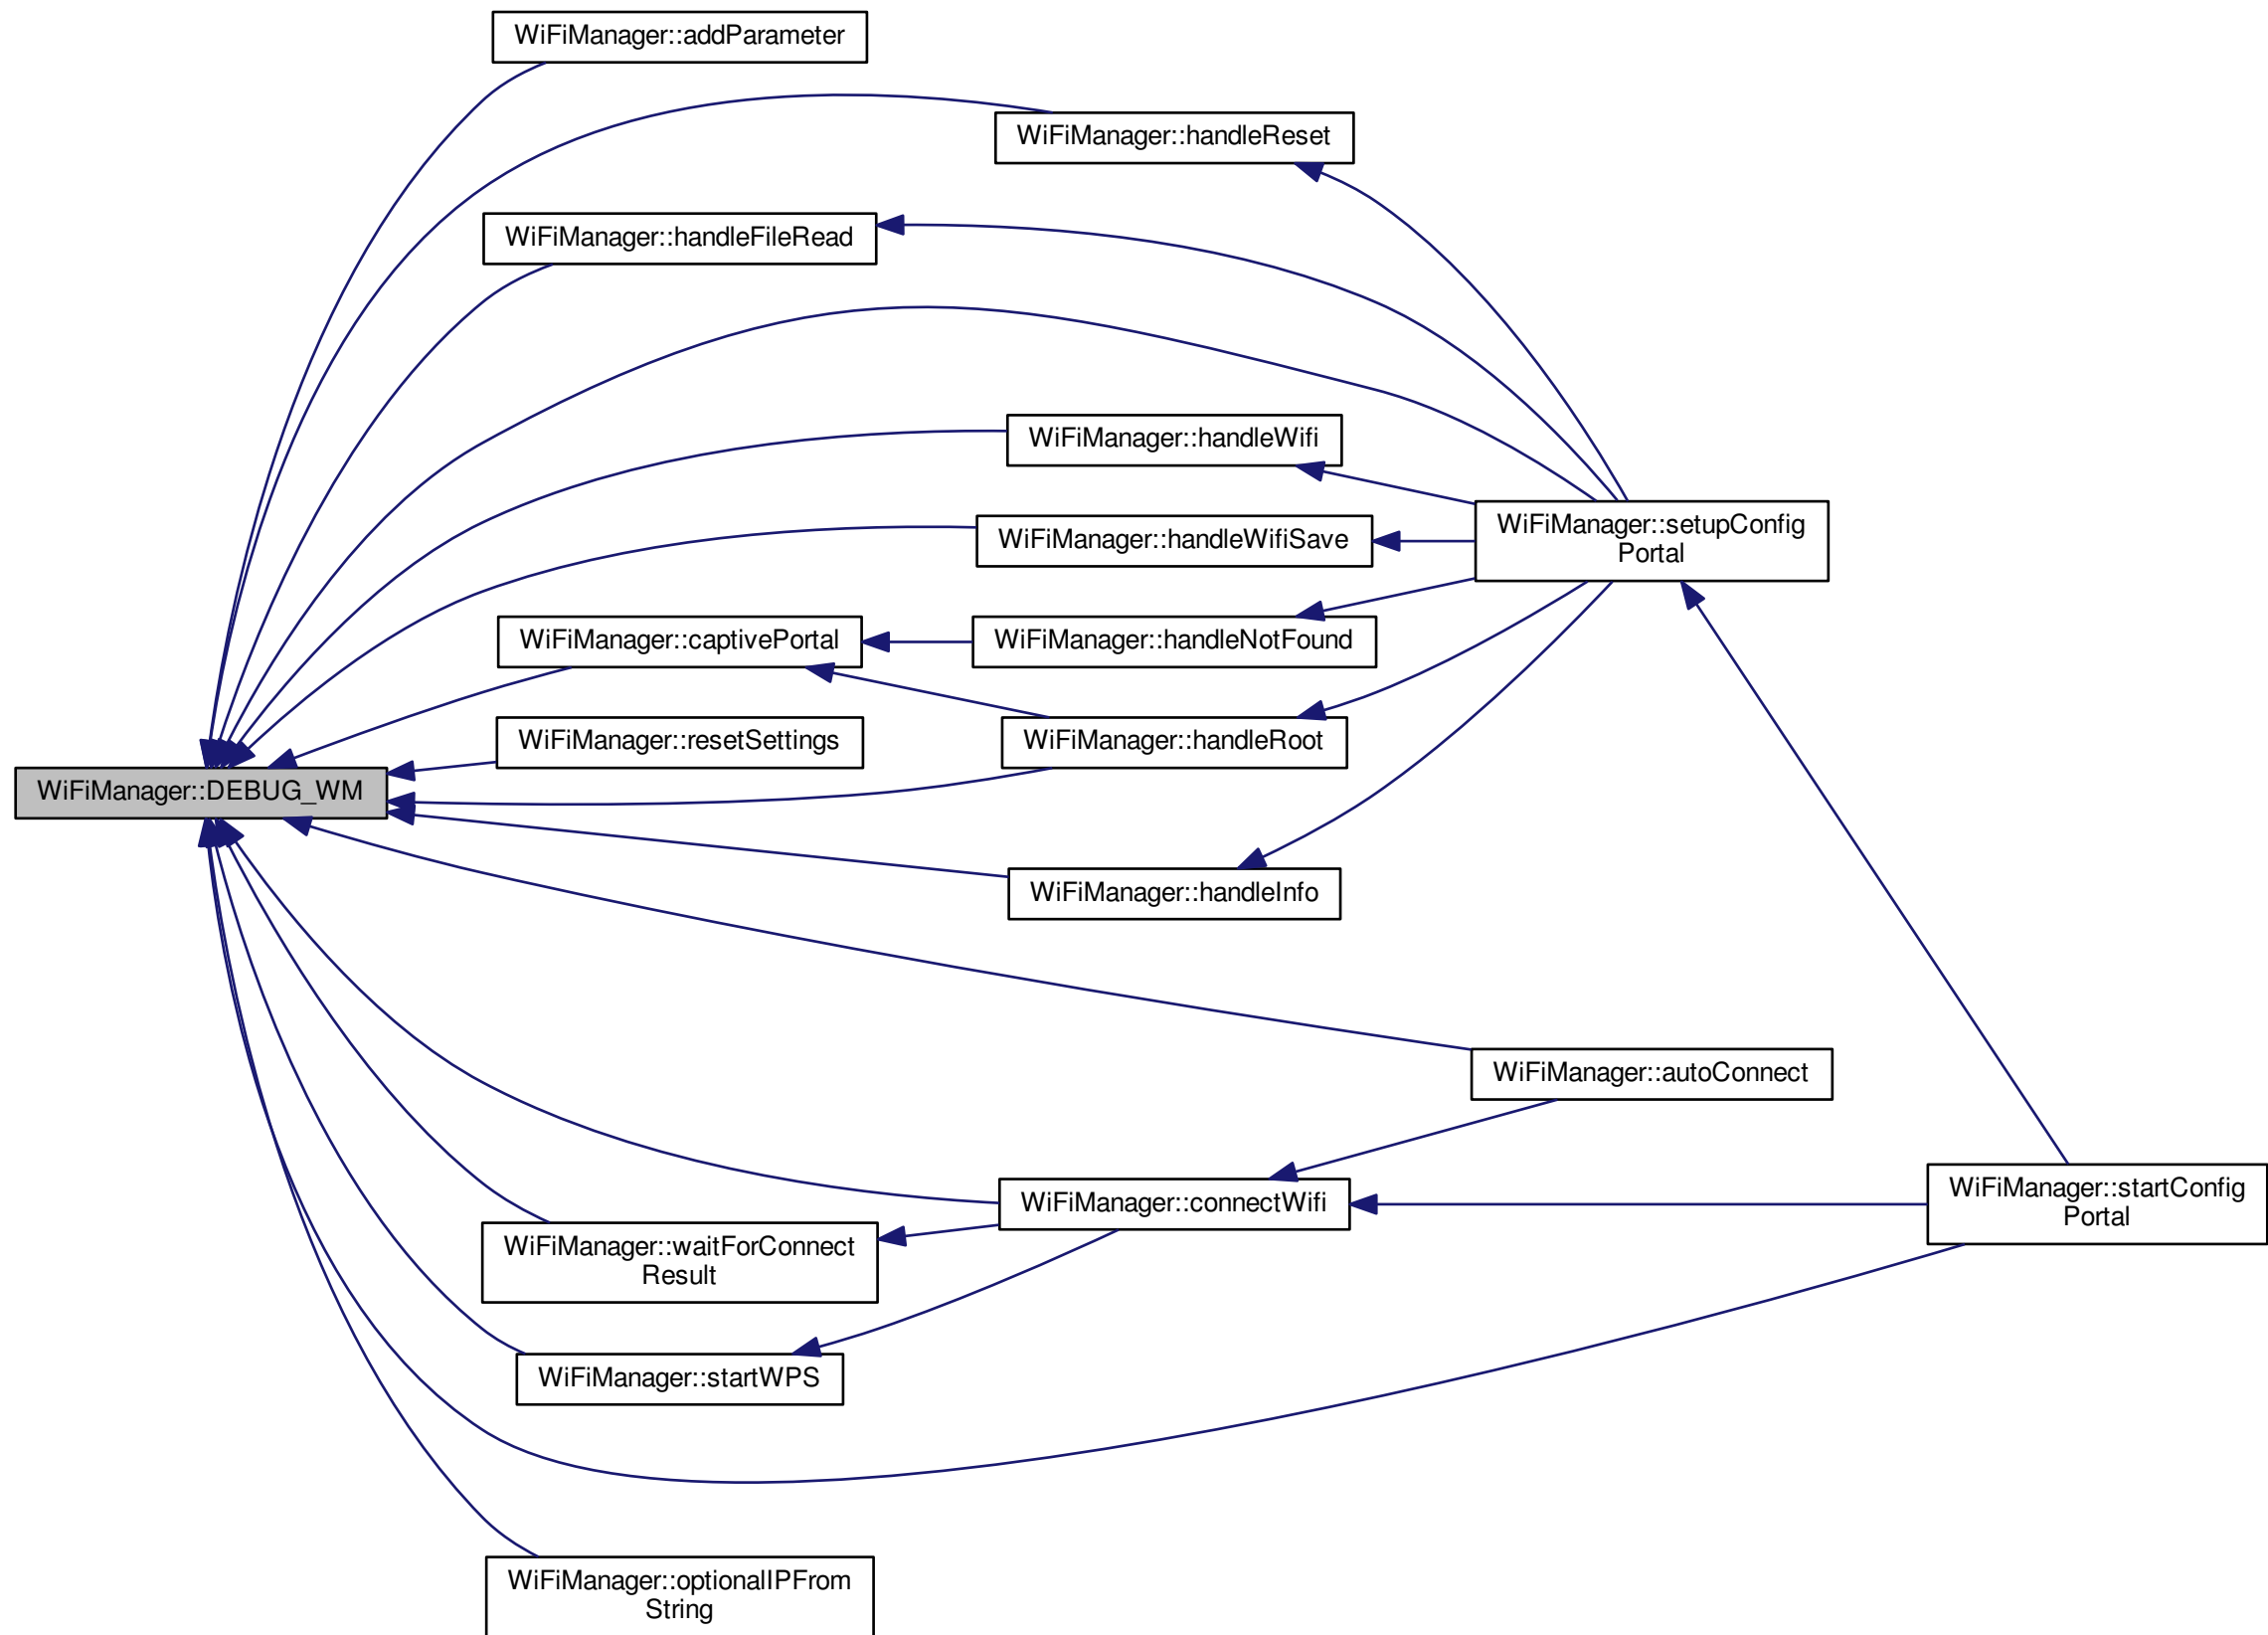 WiFiManager::addParameter
WiFiManager::handleReset
WiFiManager::handleFileRead
WiFiManager::handleWifi
WiFiManager::setupConfig
Portal
WiFiManager::handleWifiSave
WiFiManager::captivePortal
WiFiManager::handleNotFound
WiFiManager::resetSettings
WiFiManager::handleRoot
WiFiManager::DEBUG_WM
WiFiManager::handleInfo
WiFiManager::autoConnect
WiFiManager::connectWifi
WiFiManager::startConfig
Portal
WiFiManager::waitForConnect
Result
WiFiManager::startWPS
WiFiManager::optionalIPFrom
String